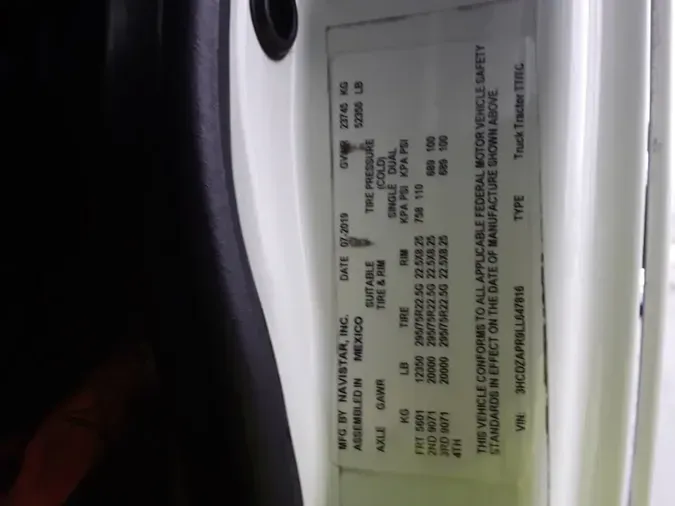 MFG BY NAVISTAR, INC. DATE 07-2019 GVWR 23745 KG
ASSEMBLED IN MEXICO 52350 LB
SUITABLE TIRE PRESSURE
AXLE GAWR TIRE & RIM (COLD)
SINGLE DUAL
KG LB TIRE RIM KPA PSI KPA PSI
FRT 5601 12350 295/75R22.5G 22.5X8.25 758 110
2ND 9071 20000 295/75R22.5G 22.5X8.25 689 100
3RD 9071 20000 295/75R22.5G 22.5X8.25 689 100
4TH
THIS VEHICLE CONFORMS TO ALL APPLICABLE FEDERAL MOTOR VEHICLE SAFETY
STANDARDS IN EFFECT ON THE DATE OF MANUFACTURE SHOWN ABOVE.
VIN: 3HCDZAPR9LL647816 TYPE Truck Tractor TT/EC